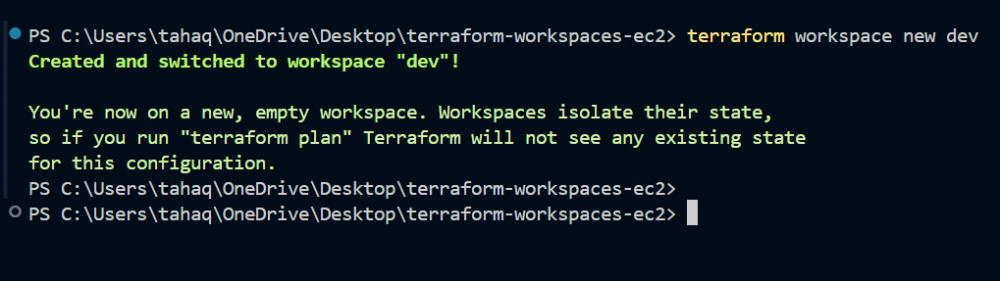 PS C:\Users\tahaq\OneDrive\Desktop\terraform-workspaces-ec2> terraform workspace new dev
Created and switched to workspace "dev"!
You're now on a new, empty workspace. Workspaces isolate their state,
so if you run "terraform plan" Terraform will not see any existing state
for this configuration.
PS C:\Users\tahaq\OneDrive\Desktop\terraform-workspaces-ec2>
PS C:\Users\tahaq\OneDrive\Desktop\terraform-workspaces-ec2>